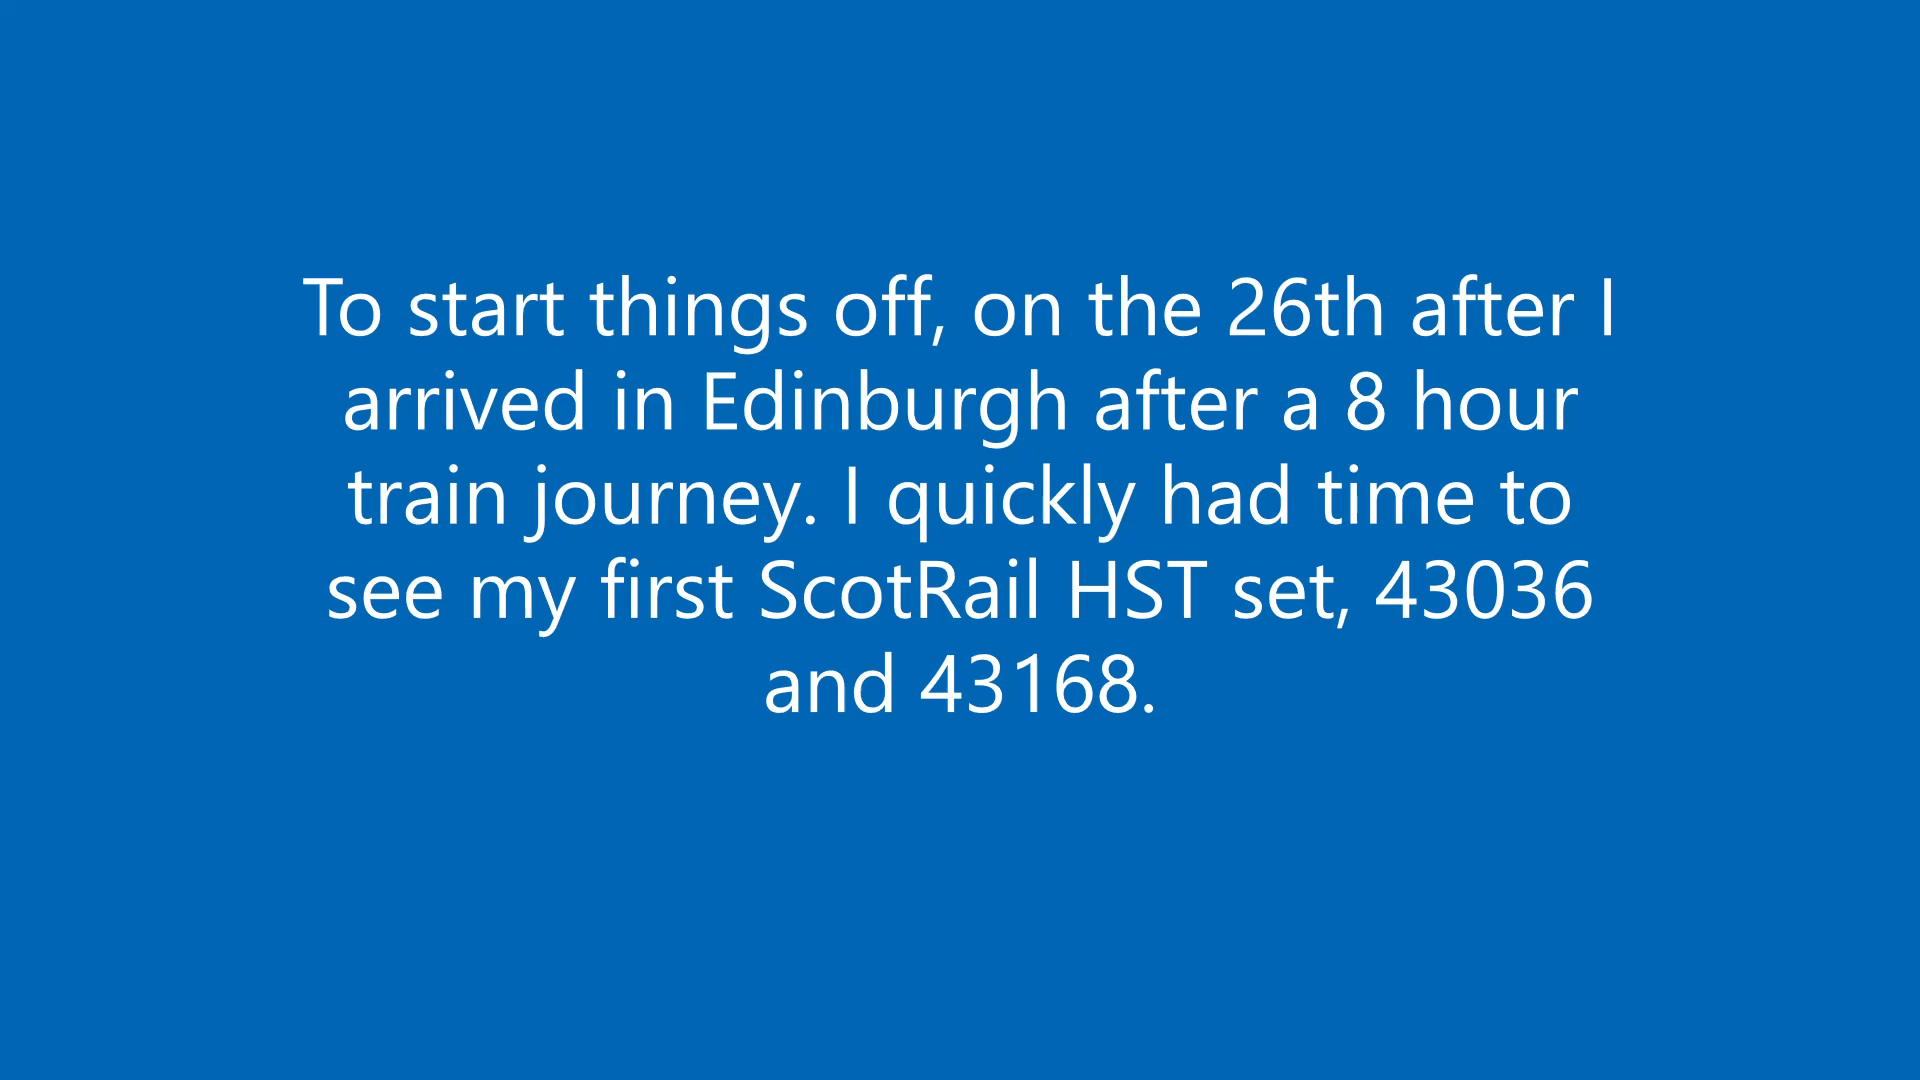 To start things off, on the 26th after I
arrived in Edinburgh after a 8 hour
train journey. I quickly had time to
see my first ScotRail HST set, 43036
and 43168.